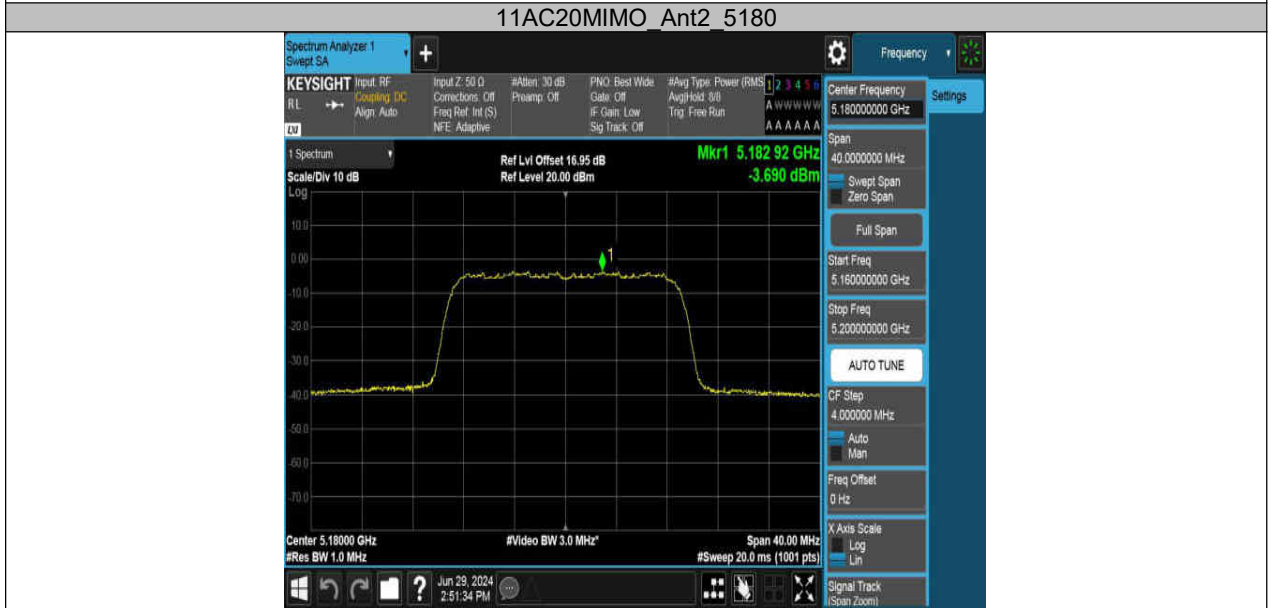 11AC20MIMO_Ant2_5180
Spectrum Analyzer 1
Swept SA
+
Frequency
KEYSIGHT
RL
LXI
Input: RF
Coupling: DC
Align: Auto
Input Z: 50 Ω
Corrections: Off
Freq Ref: Int (S)
NFE: Adaptive
#Atten: 30 dB
Preamp: Off
PNO: Best Wide
Gate: Off
IF Gain: Low
Sig Track: Off
#Avg Type: Power (RMS
Avg|Hold: 8/8
Trig: Free Run
1 2 3 4 5 6
A W W W W W
A A A A A A
Center Frequency
5.180000000 GHz
Settings
Span
40.0000000 MHz
Swept Span
Zero Span
Full Span
Start Freq
5.160000000 GHz
Stop Freq
5.200000000 GHz
AUTO TUNE
CF Step
4.000000 MHz
Auto
Man
Freq Offset
0 Hz
X Axis Scale
Log
Lin
Signal Track
(Span Zoom)
1 Spectrum
Scale/Div 10 dB
Log
Ref Lvl Offset 16.95 dB
Ref Level 20.00 dBm
Mkr1 5.182 92 GHz
-3.690 dBm
10.0
0.00
-10.0
-20.0
-30.0
-40.0
-50.0
-60.0
-70.0
1
Center 5.18000 GHz
#Res BW 1.0 MHz
#Video BW 3.0 MHz*
Span 40.00 MHz
#Sweep 20.0 ms (1001 pts)
?
Jun 29, 2024
2:51:34 PM